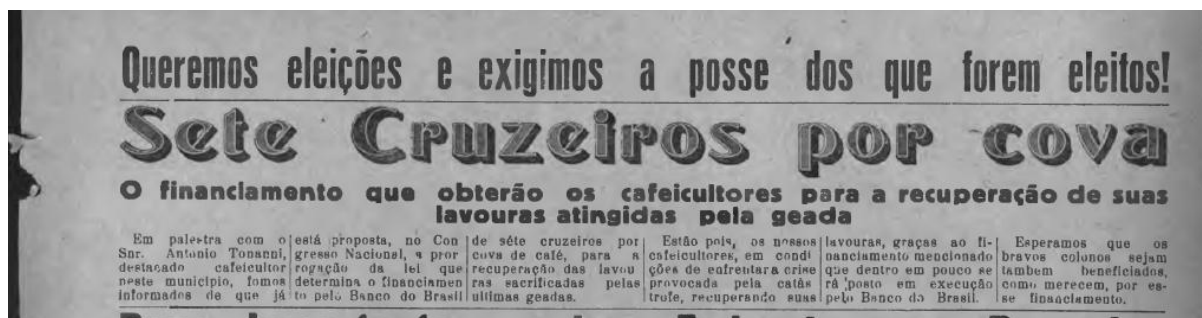 Queremos eleições e exigimos a posse dos que forem eleitos!
Sete Cruzeiros por cova
O financiamento que obterão os cafeicultores para a recuperação de suas
lavouras atingidas pela geada
Em palestra com o
Snr. Antonio Tonanni,
destacado cafeicultor
neste municipio, fomos
informados de que já
está proposta, no Con
gresso Nacional, a pror
rogação da lei que
determina o financiamen
to pelo Banco do Brasil
de séte cruzeiros por
cova de café, para a
recuperação das lavou
ras sacrificadas pelas
ultimas geadas.
Estão pois, os nossos
cafeicultores, em condi
ções de enfrentar a crise
provocada pela catás
trofe, recuperando suas
lavouras, graças ao fi-
nanciamento mencionado
que dentro em pouco se
rá posto em execução
pelo Banco do Brasil.
Esperamos que os
bravos colonos sejam
tambem beneficiados,
como merecem, por es-
se financiamento.